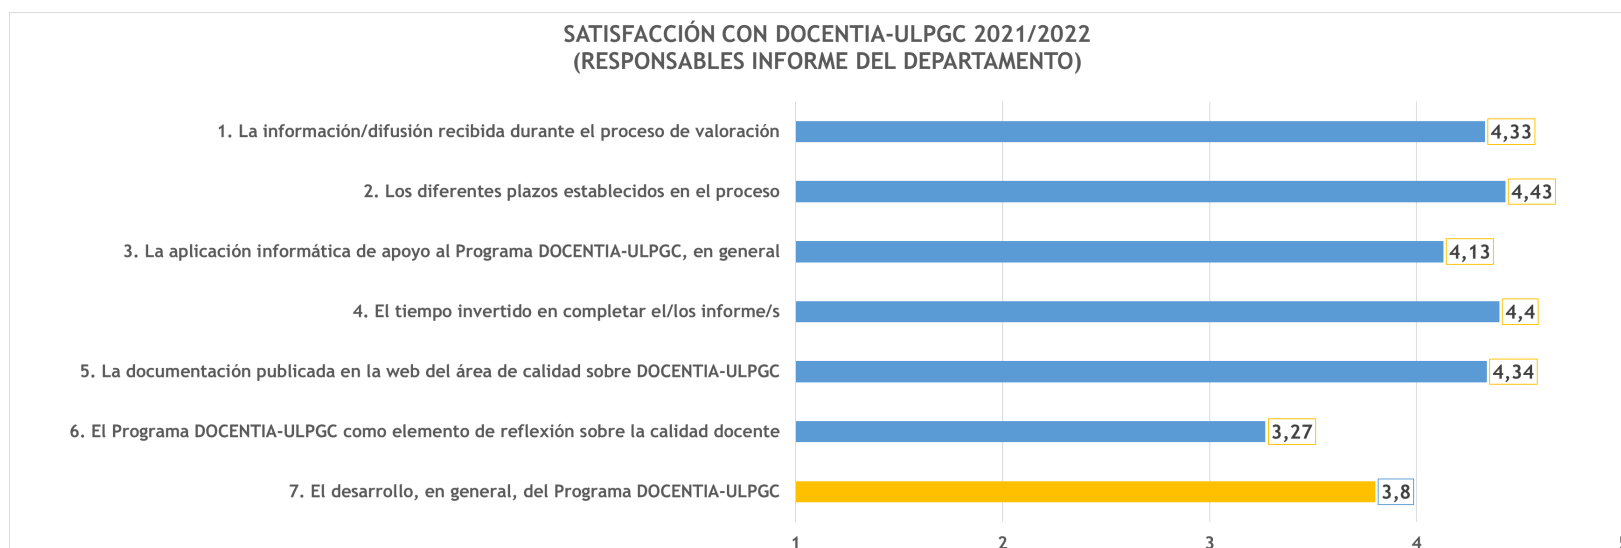 SATISFACCIÓN CON DOCENTIA-ULPGC 2021/2022
(RESPONSABLES INFORME DEL DEPARTAMENTO)
1. La información/difusión recibida durante el proceso de valoración 4,33
2. Los diferentes plazos establecidos en el proceso 4,43
3. La aplicación informática de apoyo al Programa DOCENTIA-ULPGC, en general 4,13
4. El tiempo invertido en completar el/los informe/s 4,4
5. La documentación publicada en la web del área de calidad sobre DOCENTIA-ULPGC 4,34
6. El Programa DOCENTIA-ULPGC como elemento de reflexión sobre la calidad docente 3,27
7. El desarrollo, en general, del Programa DOCENTIA-ULPGC 3,8
1 2 3 4